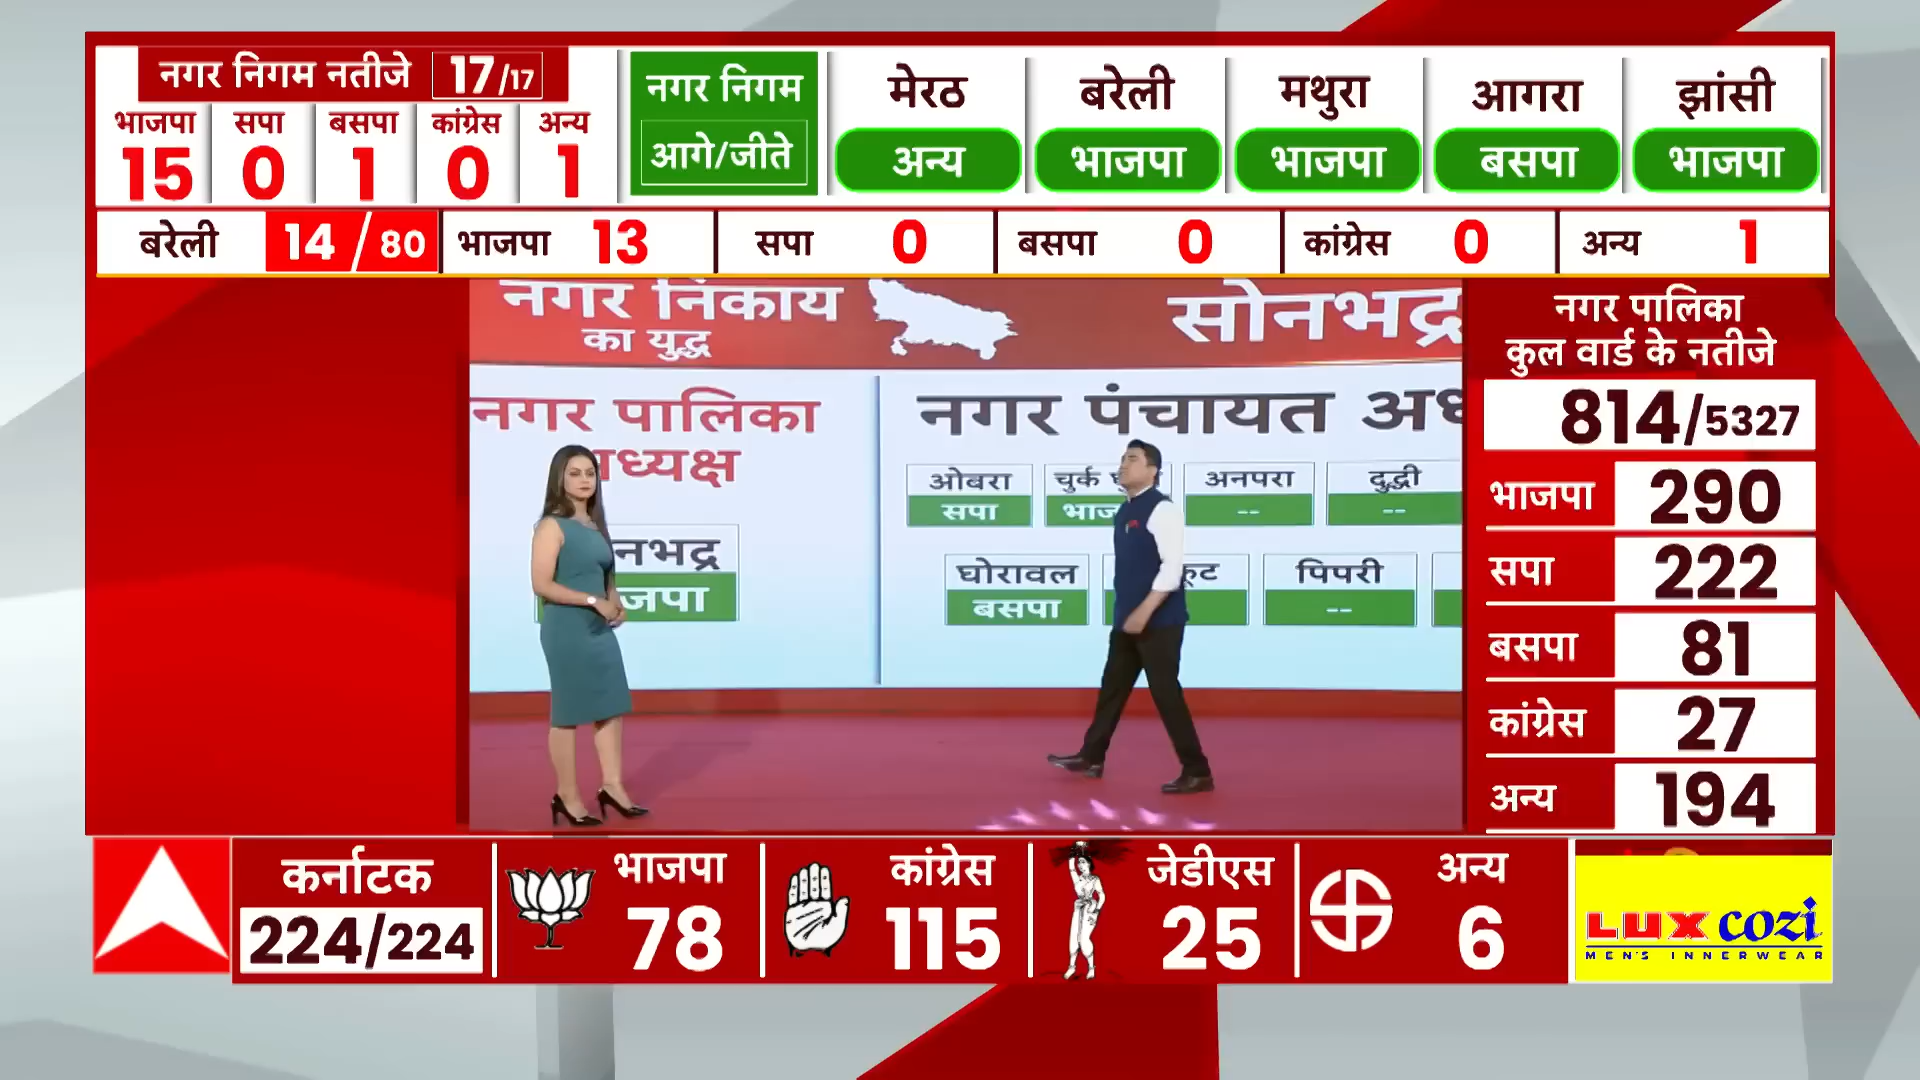 नगर निगम नतीजे 17/17
भाजपा सपा बसपा कांग्रेस अन्य
15 0 1 0 1
नगर निगम
आगे/जीते
मेरठ बरेली मथुरा आगरा झांसी
अन्य भाजपा भाजपा बसपा भाजपा
बरेली 14/80 भाजपा 13 सपा 0 बसपा 0 कांग्रेस 0 अन्य 1
नगर निकाय
का युद्ध
सोनभद्र
नगर पालिका
नगर पंचायत
ओबरा चुर्क अनपरा दुद्धी
सपा -- --
घोरावल पिपरी
बसपा --
नगर पालिका
कुल वार्ड के नतीजे
814/5327
भाजपा 290
सपा 222
बसपा 81
कांग्रेस 27
अन्य 194
कर्नाटक
224/224
भाजपा 78
कांग्रेस 115
जेडीएस 25
अन्य 6
LUX cozi
MEN'S INNERWEAR